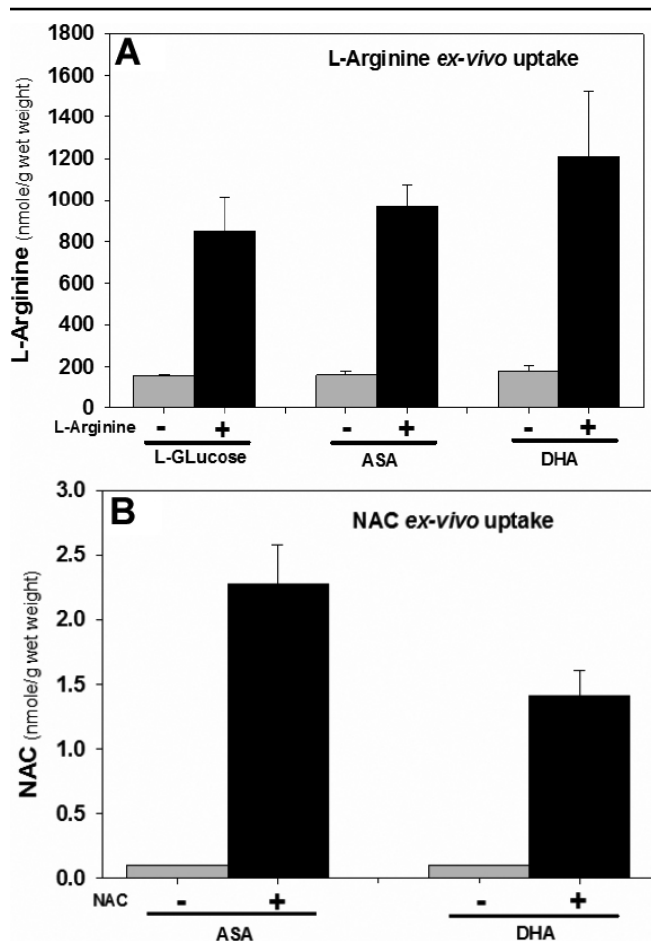 A
L-Arginine ex-vivo uptake
L-Arginine (nmole/g wet weight)
1800
1600
1400
1200
1000
800
600
400
200
0
L-Arginine - + - + - +
L-GLucose ASA DHA
B
NAC ex-vivo uptake
NAC (nmole/g wet weight)
3.0
2.5
2.0
1.5
1.0
0.5
0.0
NAC - + - +
ASA DHA